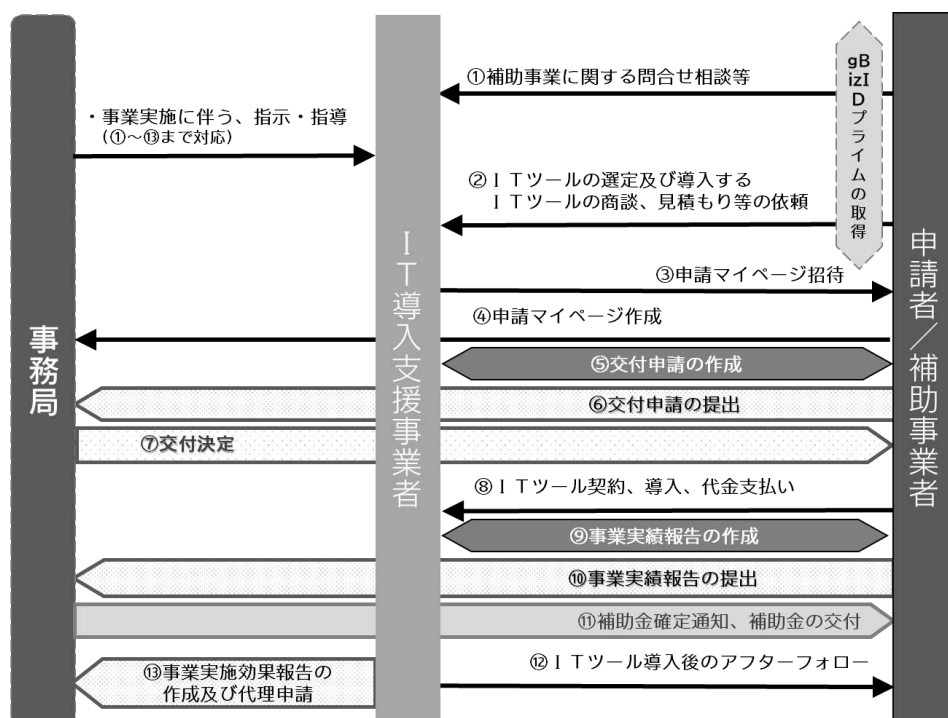 事務局
ＩＴ導入支援事業者
申請者／補助事業者
gBizIDプライムの取得
①補助事業に関する問合せ相談等
・事業実施に伴う、指示・指導
（①～⑬まで対応）
②ＩＴツールの選定及び導入する
ＩＴツールの商談、見積もり等の依頼
③申請マイページ招待
④申請マイページ作成
⑤交付申請の作成
⑥交付申請の提出
⑦交付決定
⑧ＩＴツール契約、導入、代金支払い
⑨事業実績報告の作成
⑩事業実績報告の提出
⑪補助金確定通知、補助金の交付
⑫ＩＴツール導入後のアフターフォロー
⑬事業実施効果報告の
作成及び代理申請